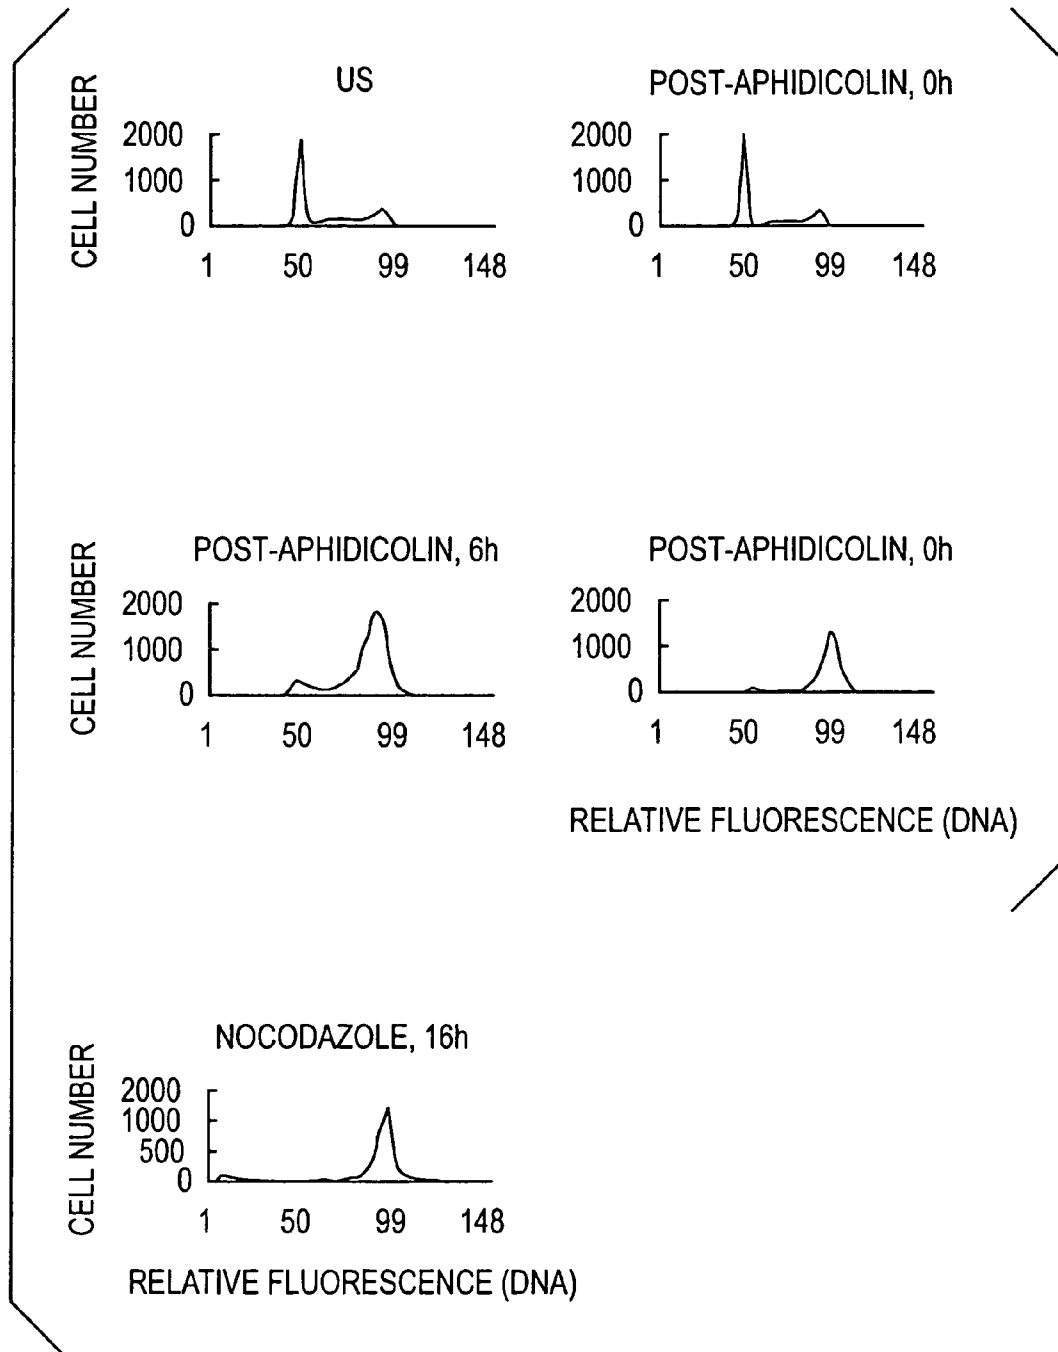 US
CELL NUMBER
2000
1000
0
1 50 99 148
POST-APHIDICOLIN, 0h
2000
1000
0
1 50 99 148
POST-APHIDICOLIN, 6h
CELL NUMBER
2000
1000
0
1 50 99 148
POST-APHIDICOLIN, 0h
2000
1000
0
1 50 99 148
RELATIVE FLUORESCENCE (DNA)
NOCODAZOLE, 16h
CELL NUMBER
2000
1000
500
0
1 50 99 148
RELATIVE FLUORESCENCE (DNA)